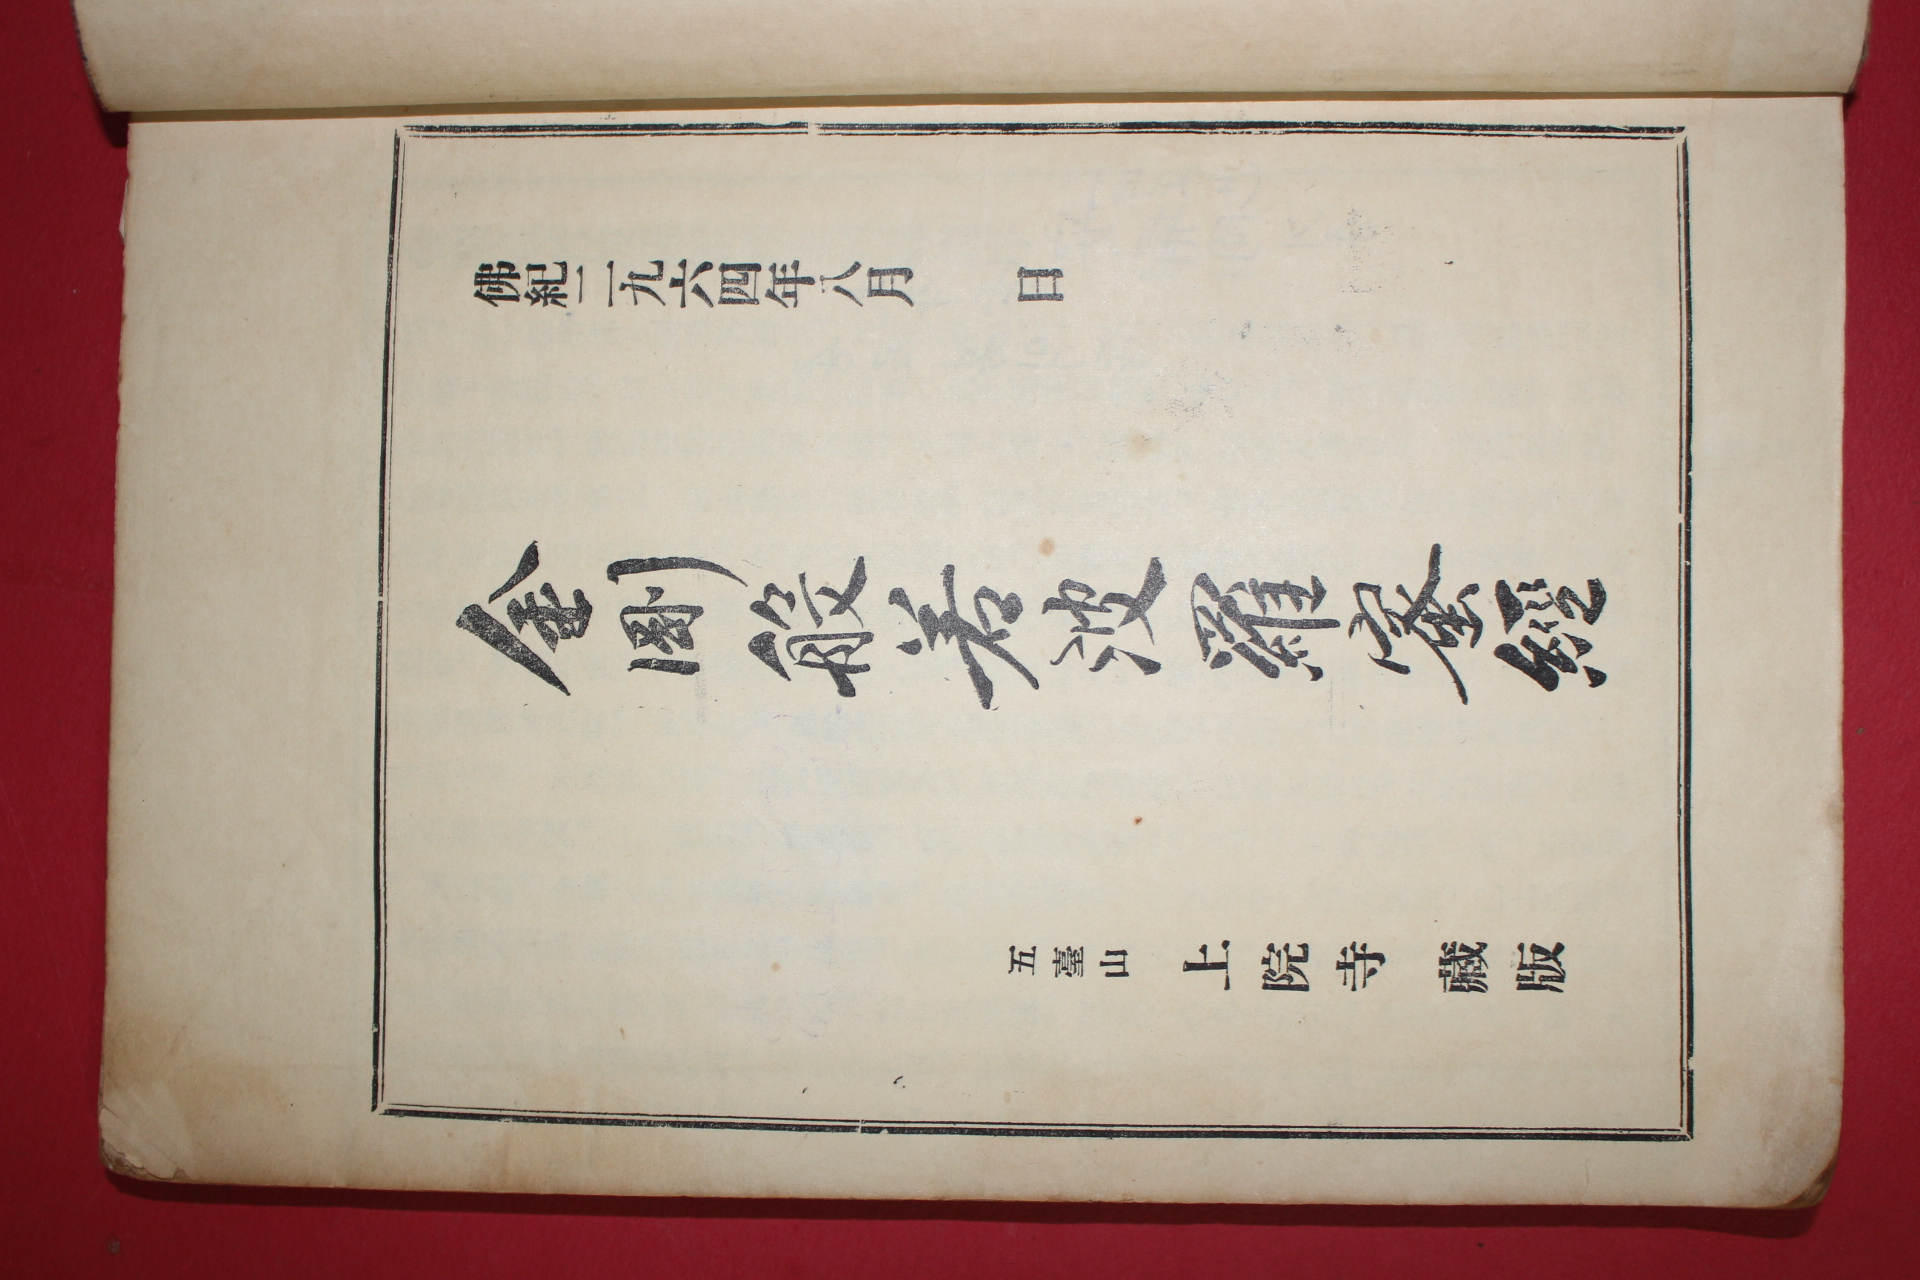 佛紀二九六四年八月　日
金剛般若波羅蜜經
五臺山 上院寺 藏版